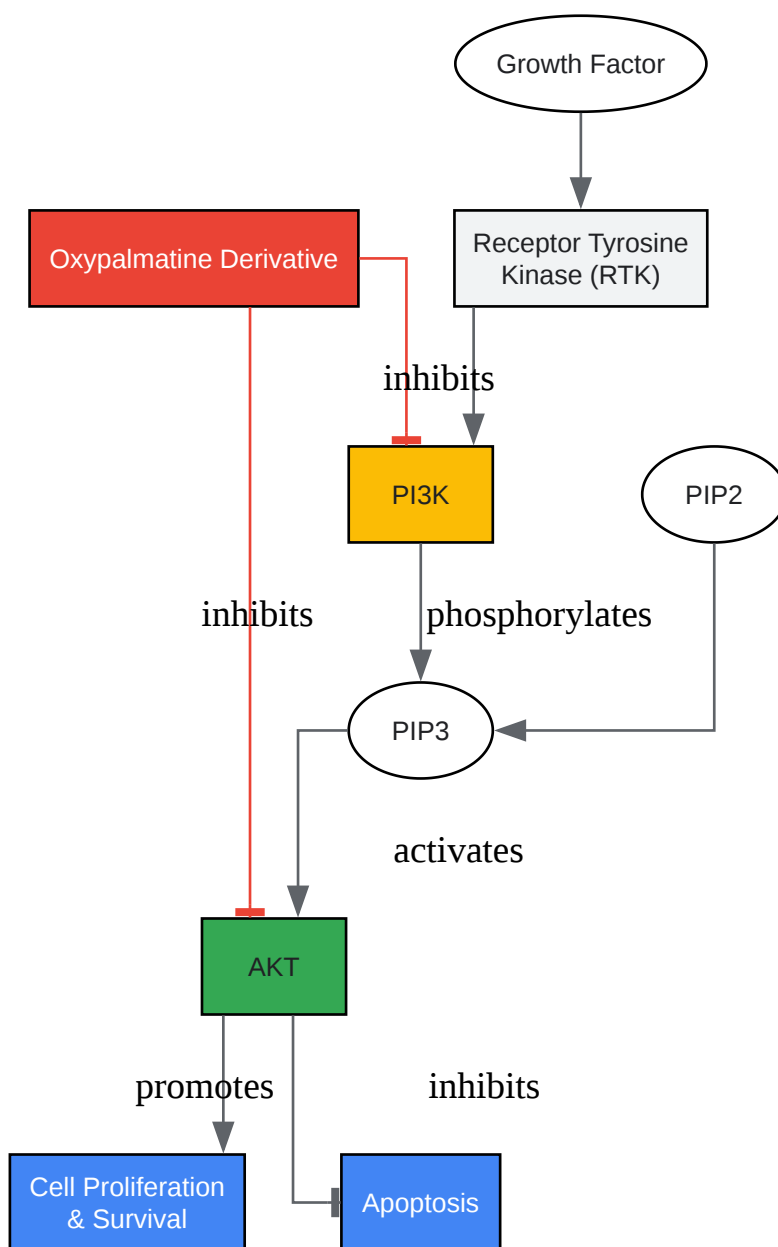 Growth Factor
Oxypalmatine Derivative
Receptor Tyrosine
Kinase (RTK)
inhibits
PI3K
PIP2
inhibits
phosphorylates
PIP3
activates
AKT
promotes
inhibits
Cell Proliferation
& Survival
Apoptosis